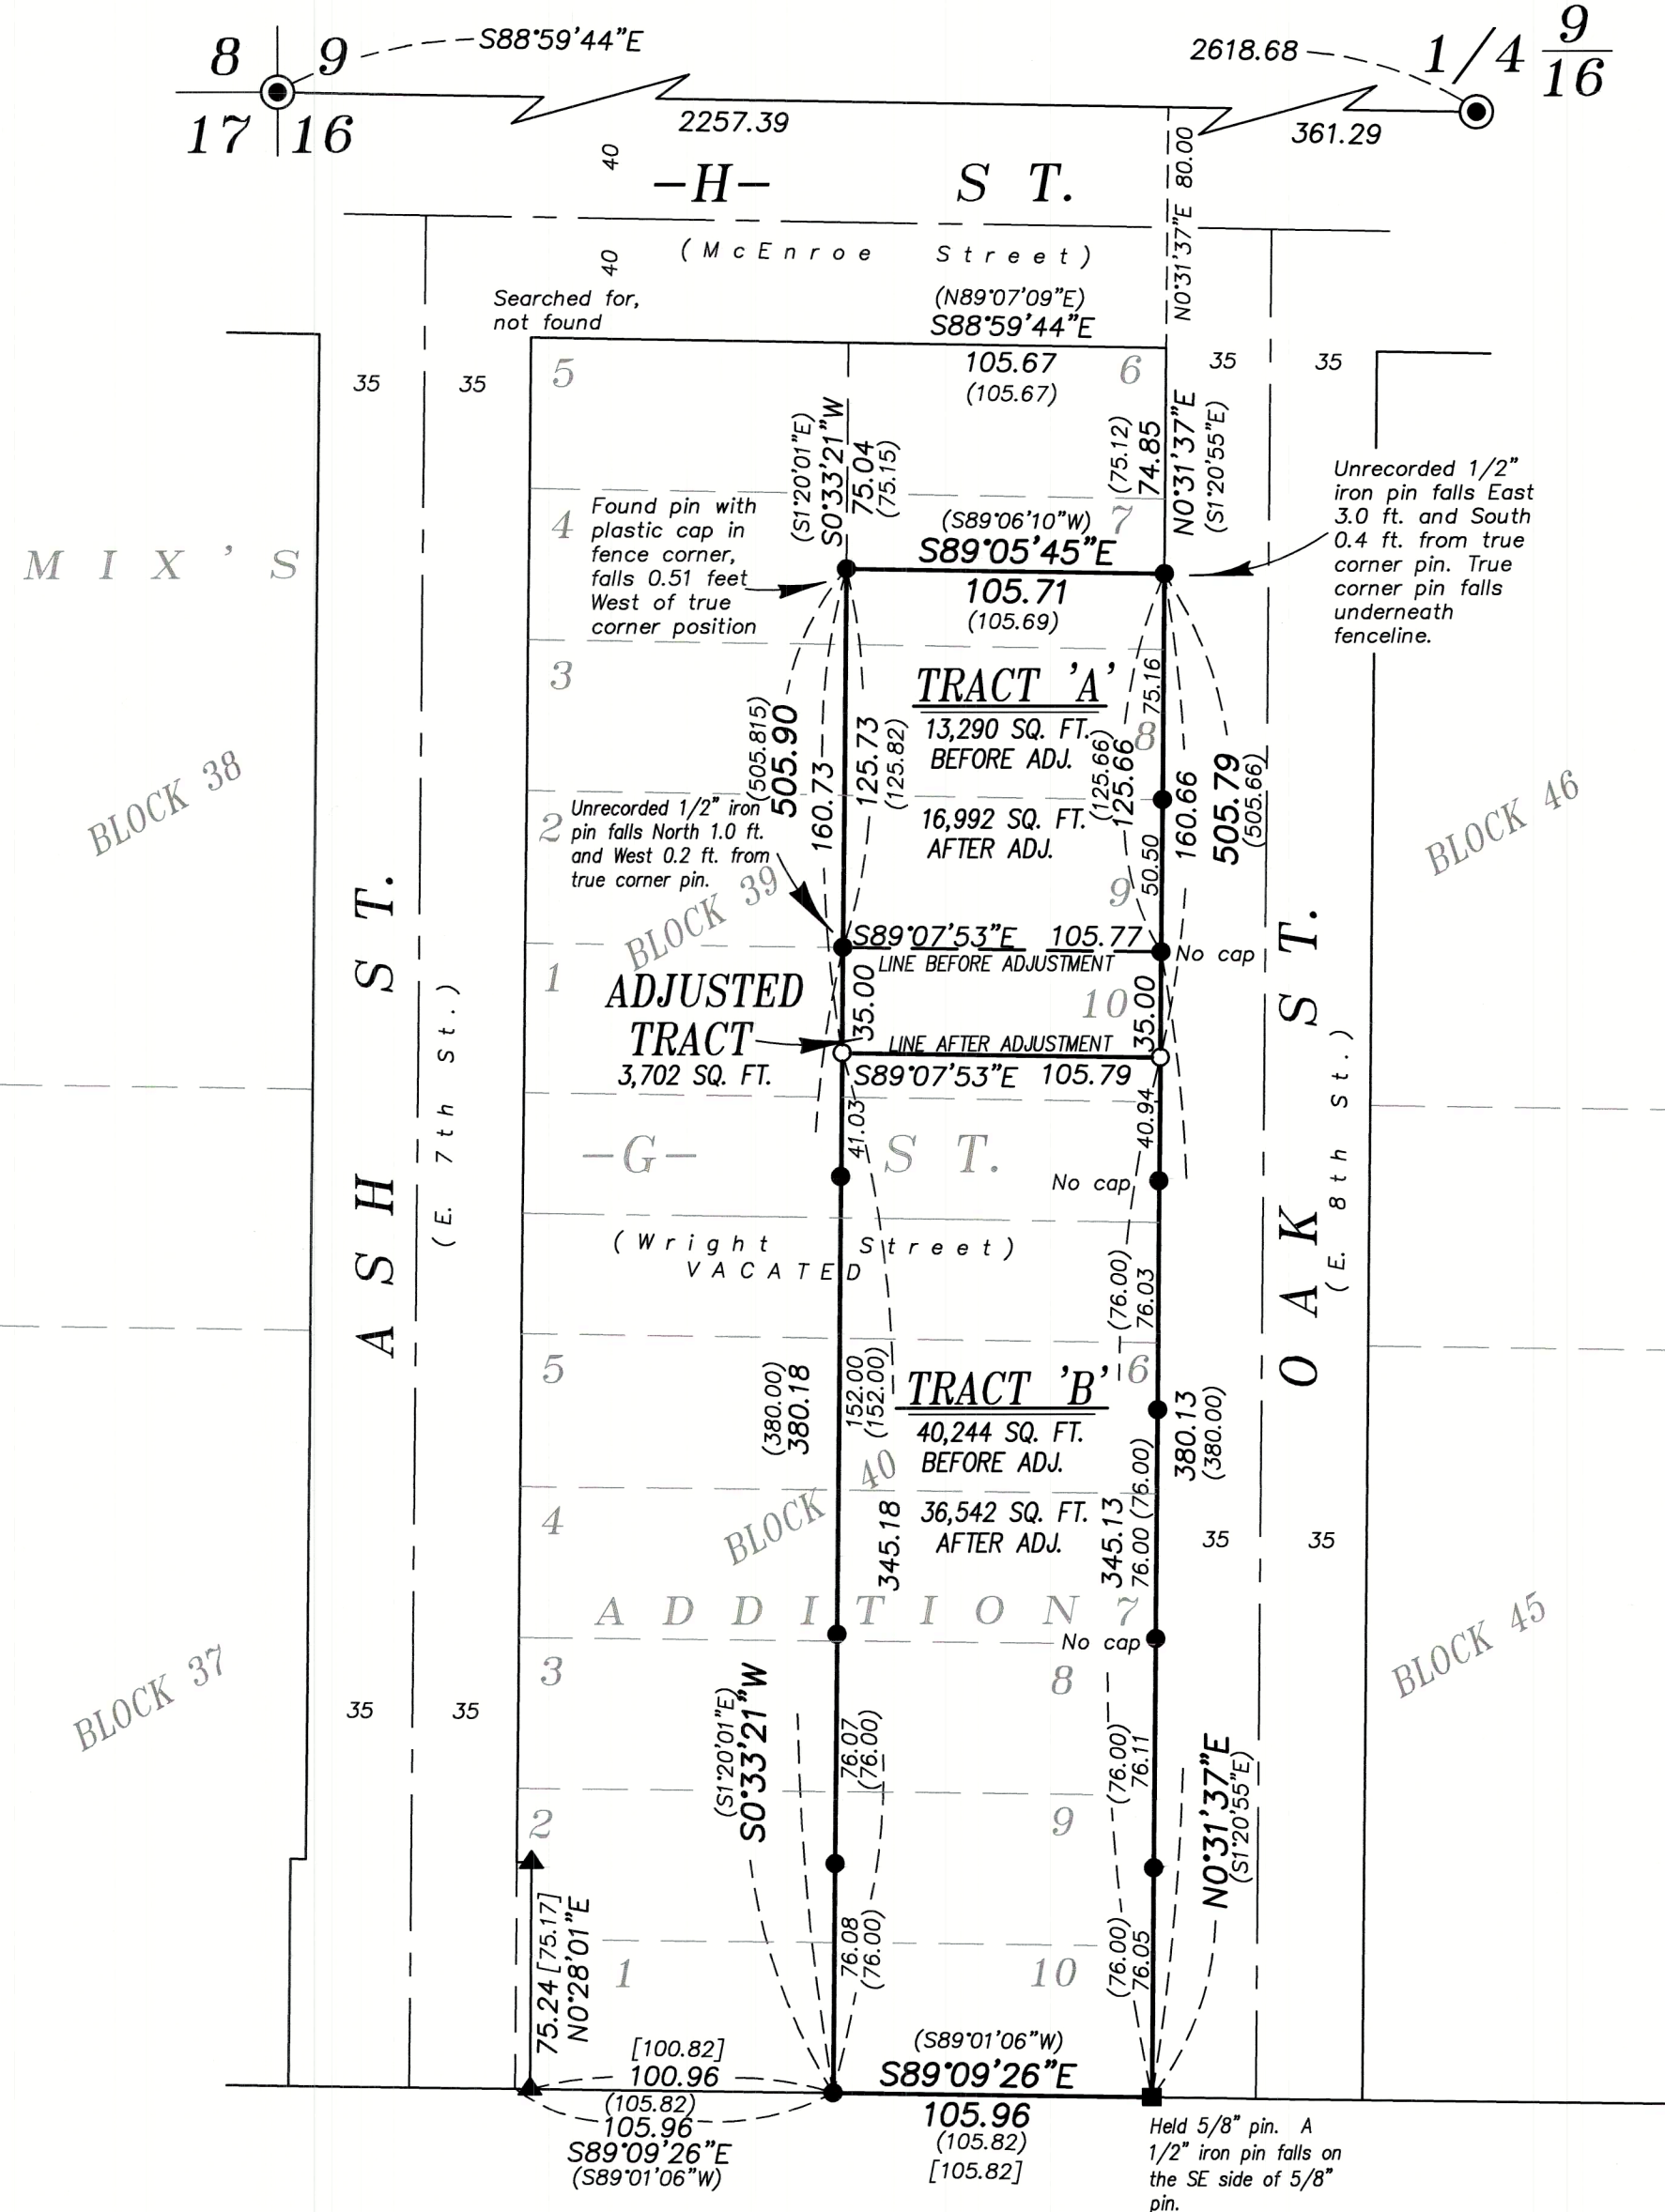 8 9
17 16
S88°59'44"E
2618.68
1/4 9
16
2257.39
361.29
40
-H- S T.
N0°31'37"E 80.00
40
(McEnroe Street)
Searched for,
not found
(N89°07'09"E)
S88°59'44"E
105.67
(105.67)
5
6
35
35
35
35
(S1°20'01"E)
S0°33'21"W
75.04
(75.15)
(75.12)
74.85
N0°31'37"E
(S1°20'55"E)
Unrecorded 1/2"
iron pin falls East
3.0 ft. and South
0.4 ft. from true
corner pin. True
corner pin falls
underneath
fenceline.
4
Found pin with
plastic cap in
fence corner,
falls 0.51 feet
West of true
corner position
7
(S89°06'10"W)
S89°05'45"E
105.71
(105.69)
MIX'S
3
TRACT 'A'
13,290 SQ. FT.
BEFORE ADJ.
16,992 SQ. FT.
AFTER ADJ.
8
75.16
(505.815)
505.90
160.73
125.73
(125.82)
(125.66)
125.66
50.50
160.66
505.79
(505.66)
BLOCK 38
BLOCK 46
2
Unrecorded 1/2" iron
pin falls North 1.0 ft.
and West 0.2 ft. from
true corner pin.
BLOCK 39
9
S89°07'53"E 105.77
LINE BEFORE ADJUSTMENT
No cap
1
10
ADJUSTED
TRACT
3,702 SQ. FT.
35.00
35.00
LINE AFTER ADJUSTMENT
S89°07'53"E 105.79
ASH ST.
(E. 7th St.)
OAK ST.
(E. 8th St.)
41.03
40.94
-G- S T.
No cap
(Wright Street)
VACATED
(76.00)
76.03
5
6
(380.00)
380.18
152.00
(152.00)
TRACT 'B'
40,244 SQ. FT.
BEFORE ADJ.
36,542 SQ. FT.
AFTER ADJ.
380.13
(380.00)
BLOCK 40
4
345.18
345.13
76.00 (76.00)
35
35
ADDITION
7
No cap
BLOCK 37
BLOCK 45
3
8
35
35
(S1°20'01"E)
S0°33'21"W
76.07
(76.00)
(76.00)
76.11
N0°31'37"E
(S1°20'55"E)
2
9
75.24 [75.17]
N0°28'01"E
1
76.08
(76.00)
10
(76.00)
76.05
[100.82]
100.96
(105.82)
105.96
S89°09'26"E
(S89°01'06"W)
(S89°01'06"W)
S89°09'26"E
105.96
(105.82)
[105.82]
Held 5/8" pin. A
1/2" iron pin falls on
the SE side of 5/8"
pin.